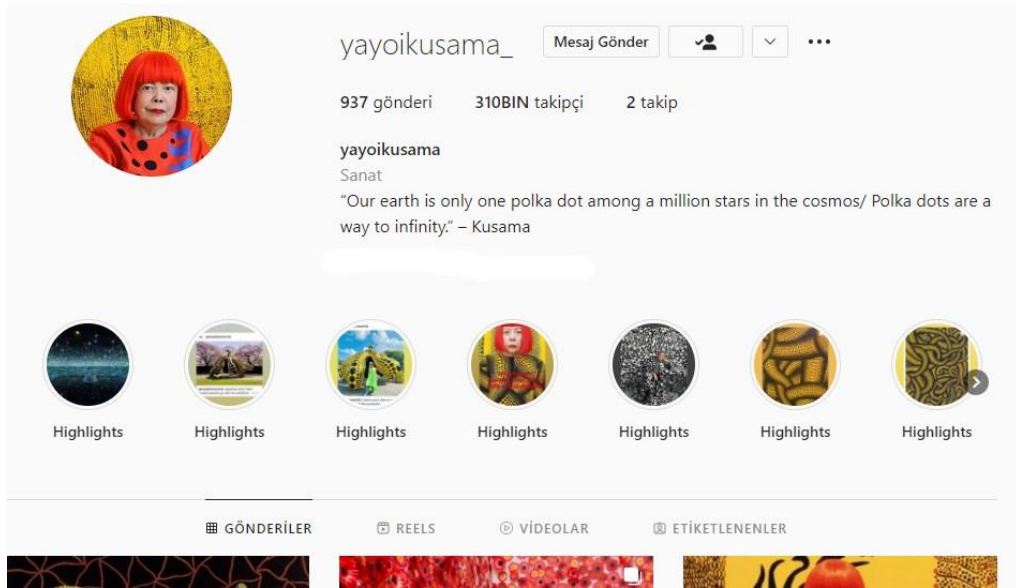 yayoikusama_
Mesaj Gönder
937 gönderi 310BIN takipçi 2 takip
yayoikusama
Sanat
“Our earth is only one polka dot among a million stars in the cosmos/ Polka dots are a
way to infinity.” – Kusama
Highlights Highlights Highlights Highlights Highlights Highlights Highlights
GÖNDERİLER REELS VİDEOLAR ETİKETLENENLER